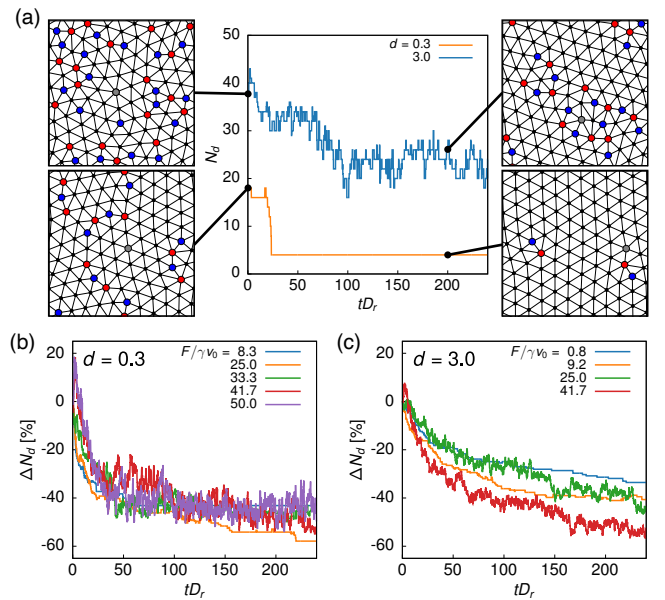 (a)
50
40
30
20
10
0
N_d
d = 0.3
3.0
0 50 100 150 200
tD_r
(b)
d = 0.3
F/γv_0 = 8.3
25.0
33.3
41.7
50.0
20
0
-20
-40
-60
Δ N_d [%]
0 50 100 150 200
tD_r
(c)
d = 3.0
F/γv_0 = 0.8
9.2
25.0
41.7
20
0
-20
-40
-60
Δ N_d [%]
0 50 100 150 200
tD_r